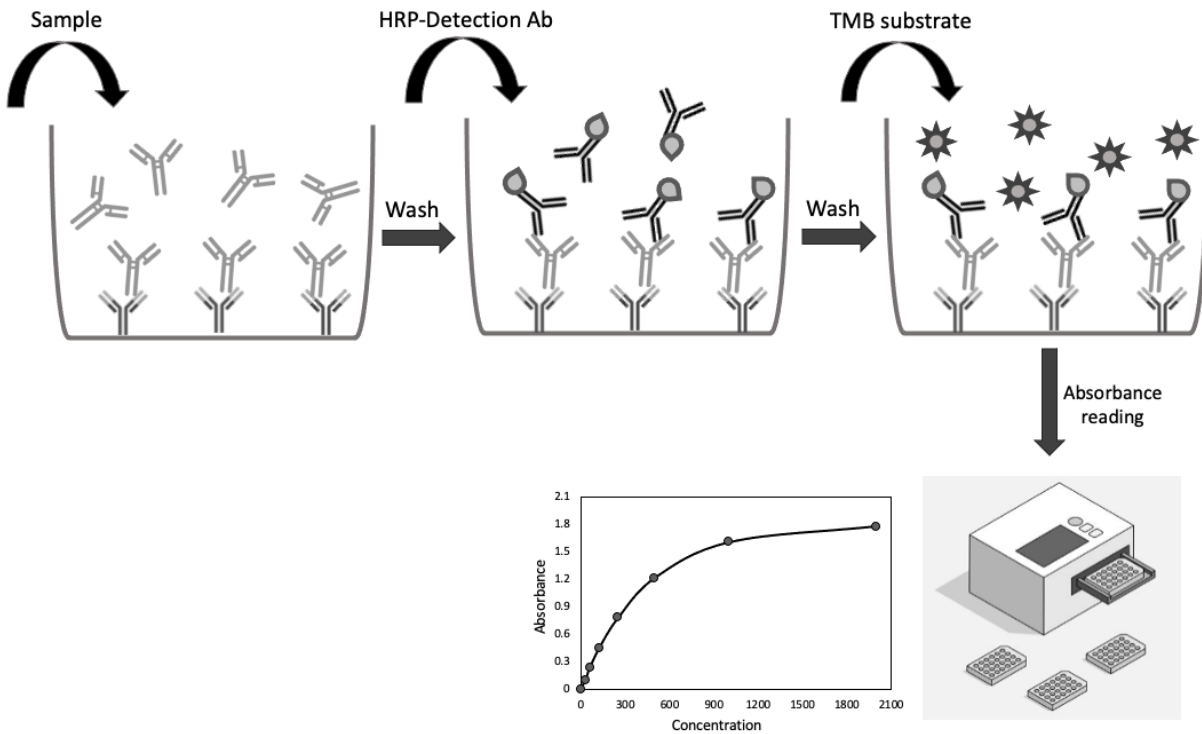 Sample
HRP-Detection Ab
TMB substrate
Wash
Wash
Absorbance
reading
2.1
1.8
1.5
1.2
0.9
0.6
0.3
0
Absorbance
0 300 600 900 1200 1500 1800 2100
Concentration